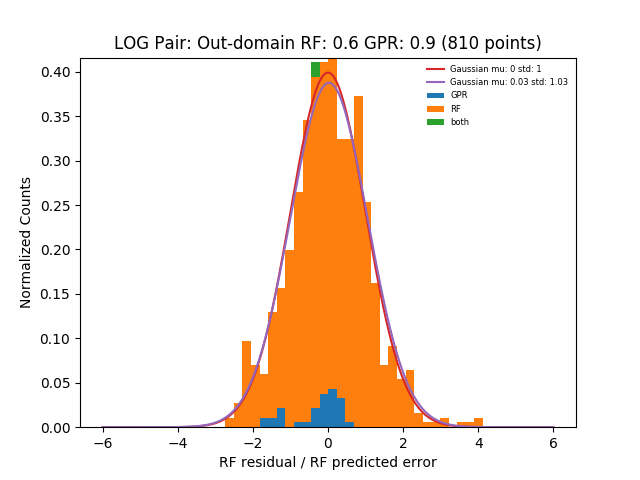 LOG Pair: Out-domain RF: 0.6 GPR: 0.9 (810 points)
Gaussian mu: 0 std: 1
Gaussian mu: 0.03 std: 1.03
GPR
RF
both
Normalized Counts
0.40
0.35
0.30
0.25
0.20
0.15
0.10
0.05
0.00
−6 −4 −2 0 2 4 6
RF residual / RF predicted error